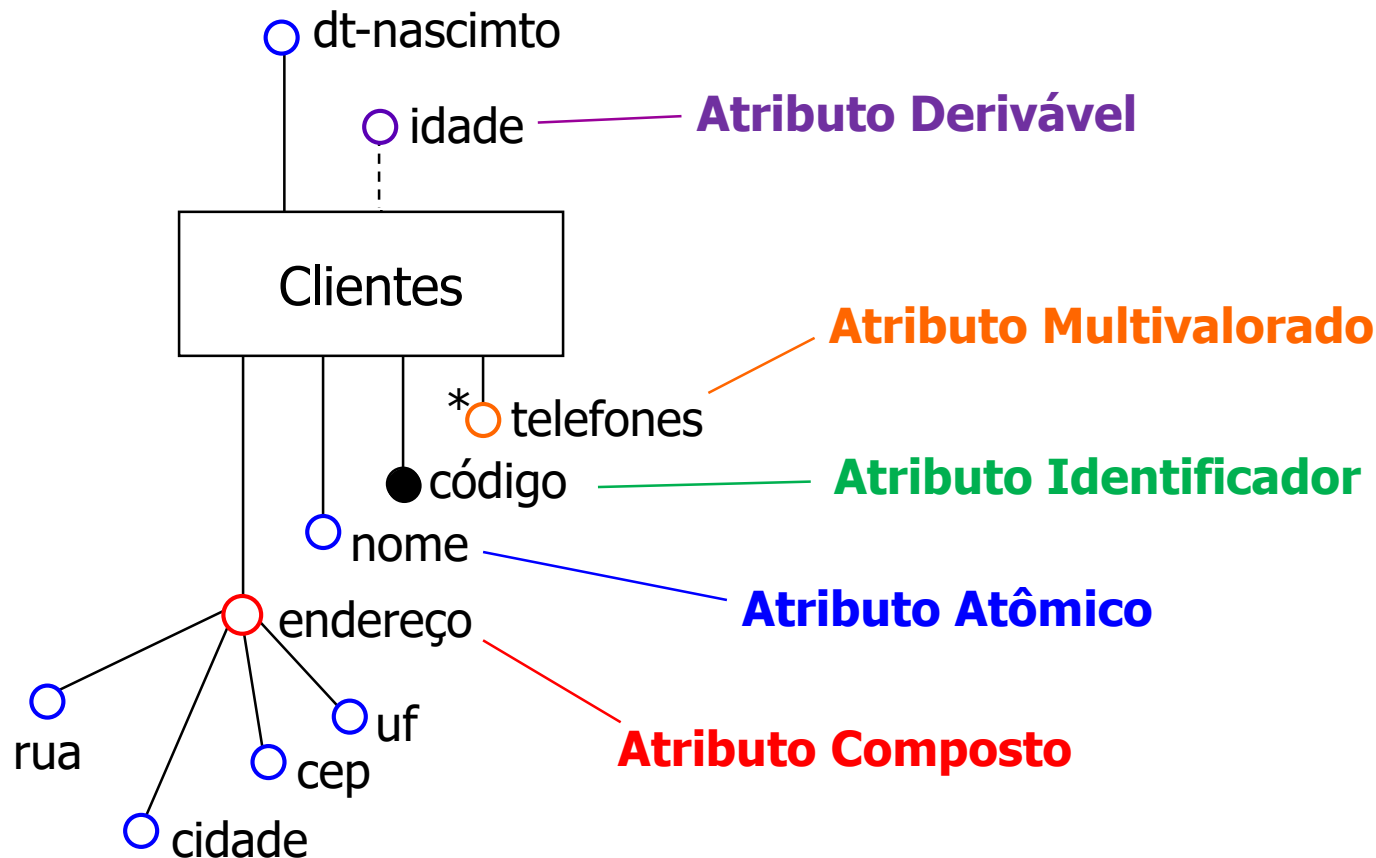 dt-nascimto
idade
Atributo Derivável
Clientes
Atributo Multivalorado
*
telefones
Atributo Identificador
código
nome
Atributo Atômico
endereço
uf
rua
Atributo Composto
cep
cidade